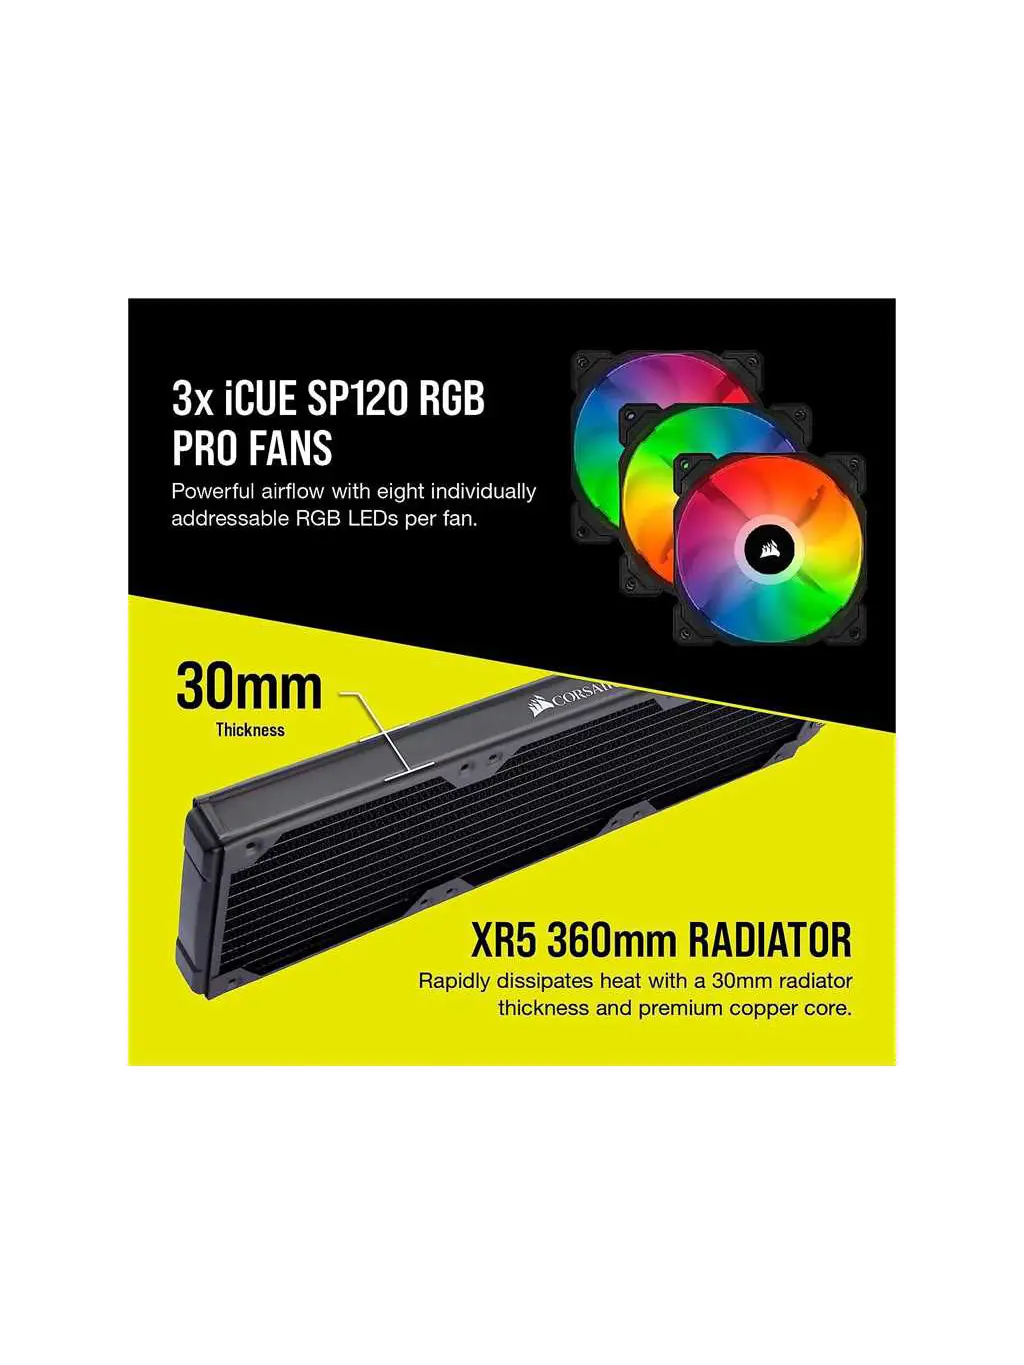 3x iCUE SP120 RGB
PRO FANS
Powerful airflow with eight individually
addressable RGB LEDs per fan.
30mm
Thickness
CORSAIR
XR5 360mm RADIATOR
Rapidly dissipates heat with a 30mm radiator
thickness and premium copper core.